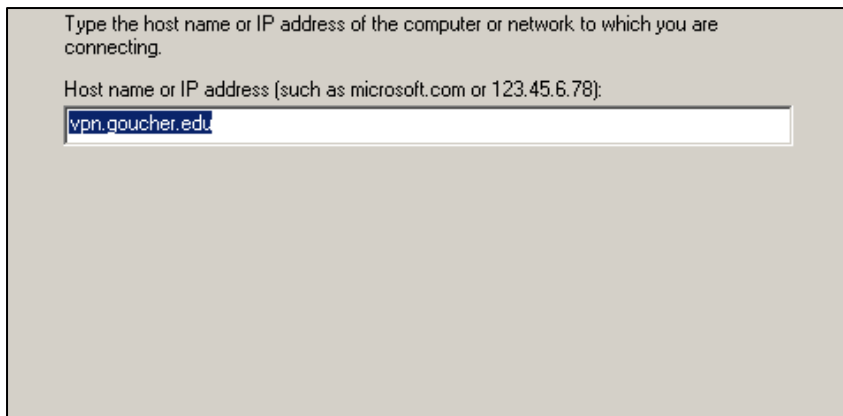 Type the host name or IP address of the computer or network to which you are
connecting.
Host name or IP address (such as microsoft.com or 123.45.6.78):
vpn.goucher.edu